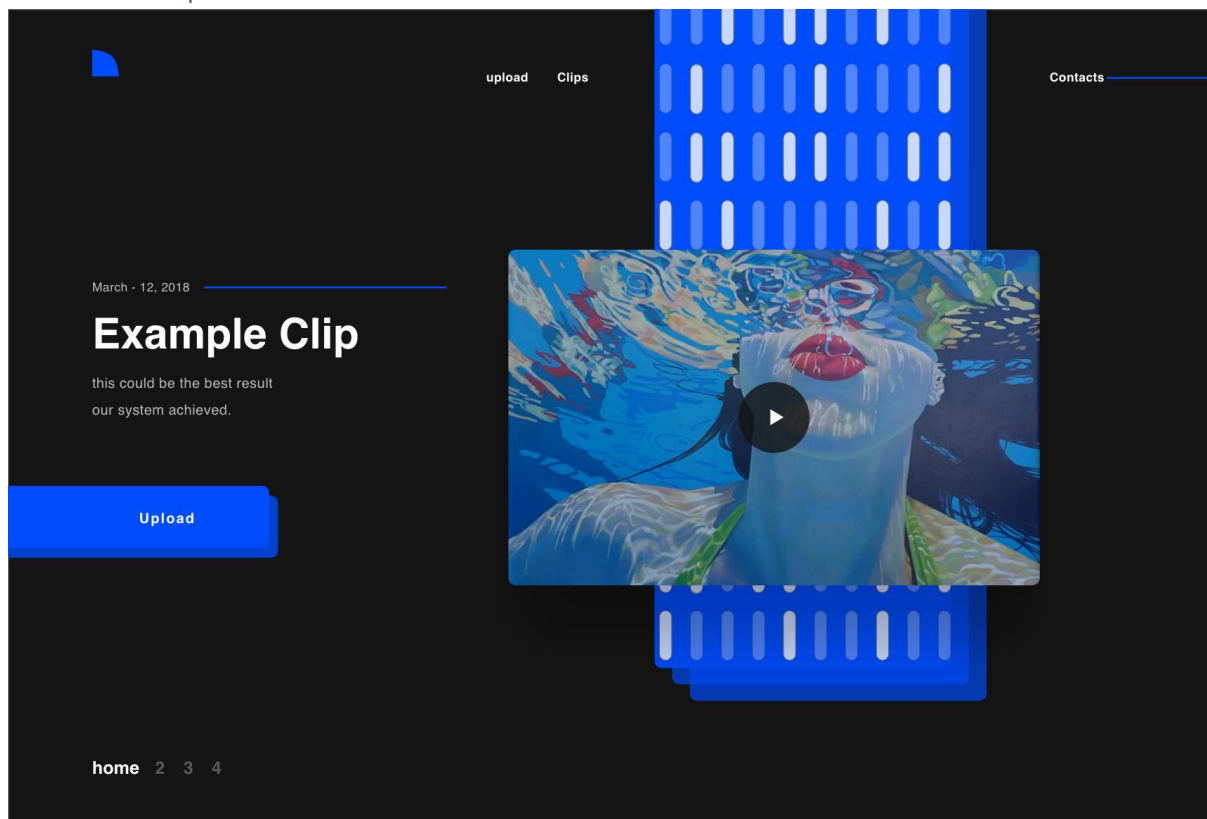 upload Clips Contacts
March - 12, 2018
Example Clip
this could be the best result
our system achieved.
Upload
home 2 3 4